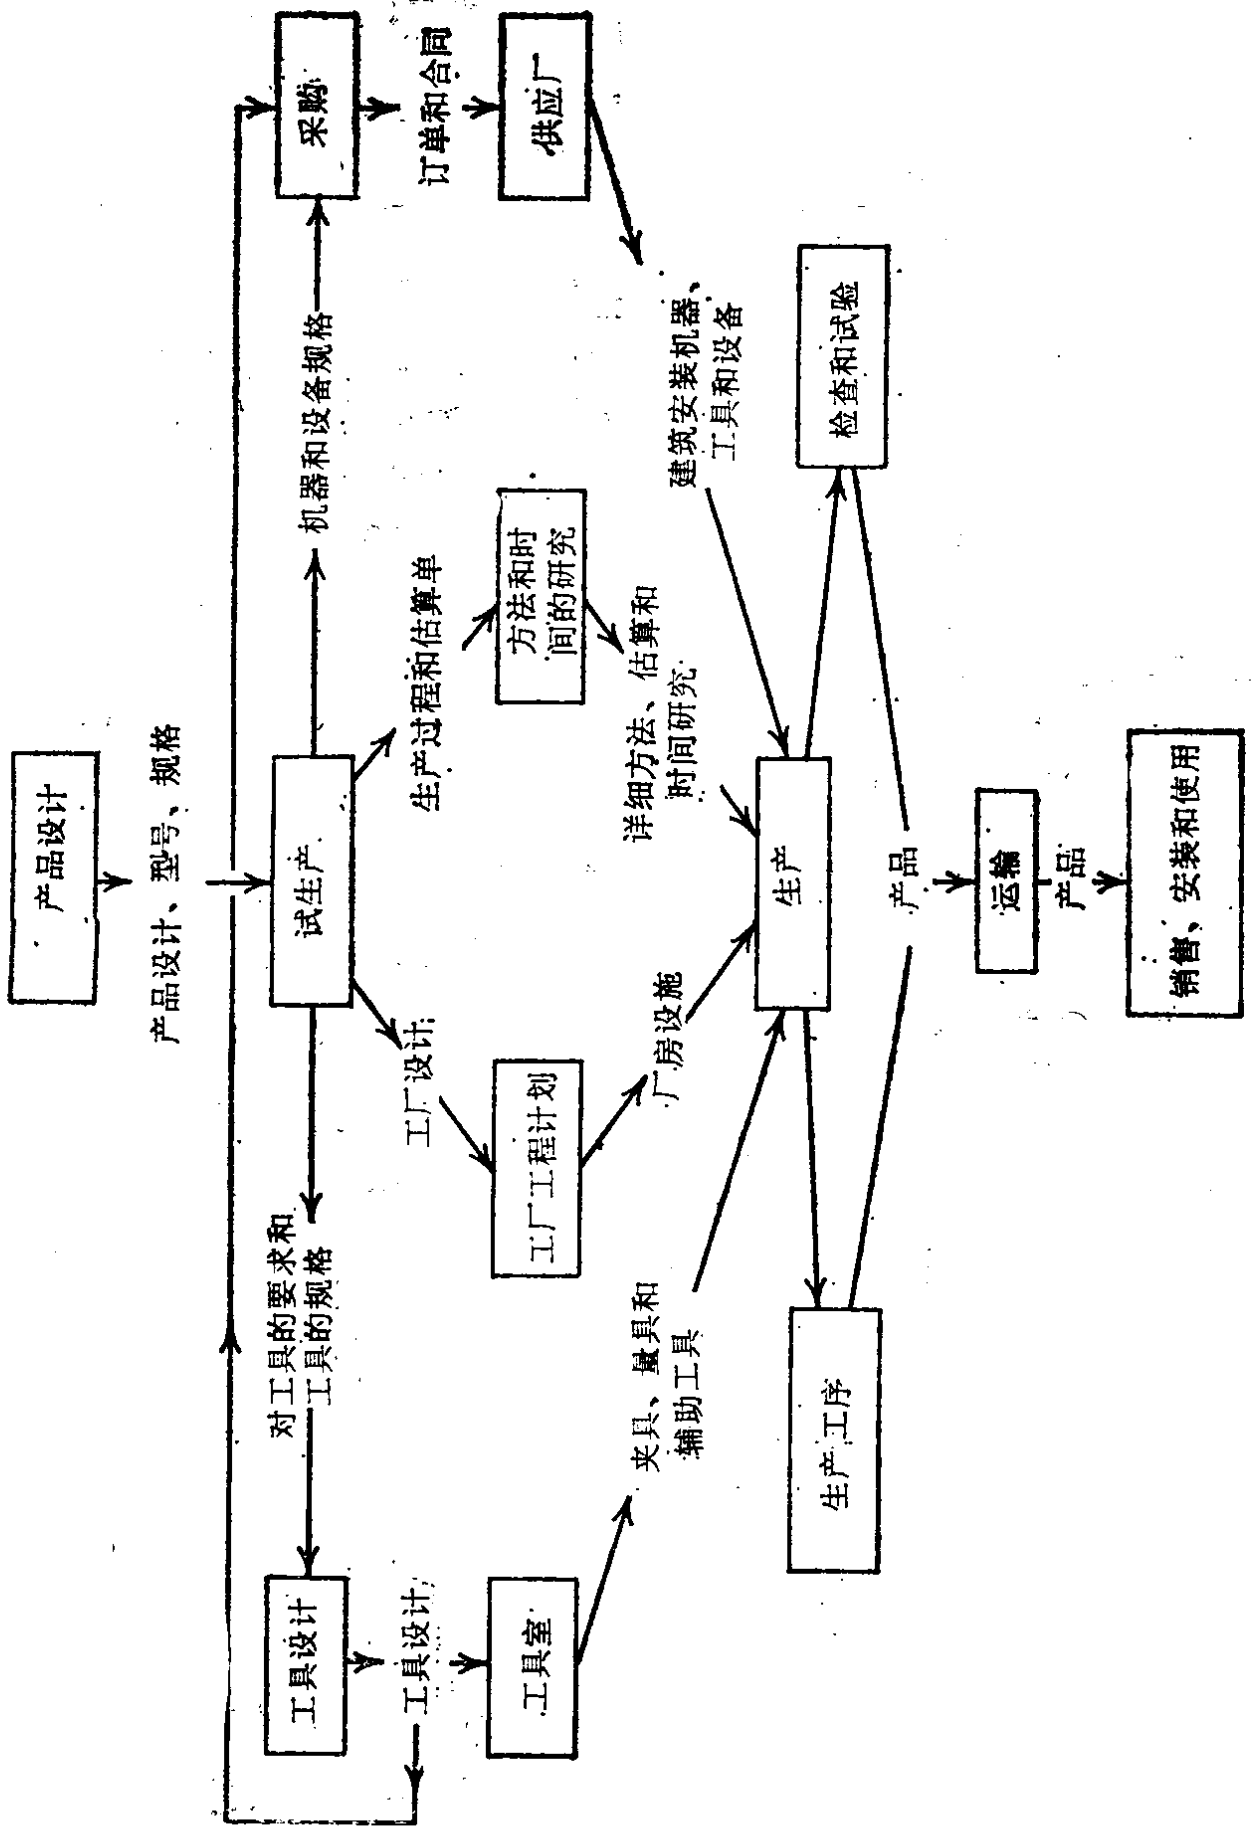 产品设计
产品设计、型号、规格
工具设计
对工具的要求和
工具的规格
试生产
机器和设备规格
采购
工具设计
工厂设计
生产过程和估算单
订单和合同
工具室
工厂工程计划
方法和时
间的研究
供应厂
夹具、量具和
辅助工具
厂房设施
详细方法、估算和
时间研究
建筑安装机器、
工具和设备
生产
生产工序
产品
检查和试验
运输
产品
销售、安装和使用